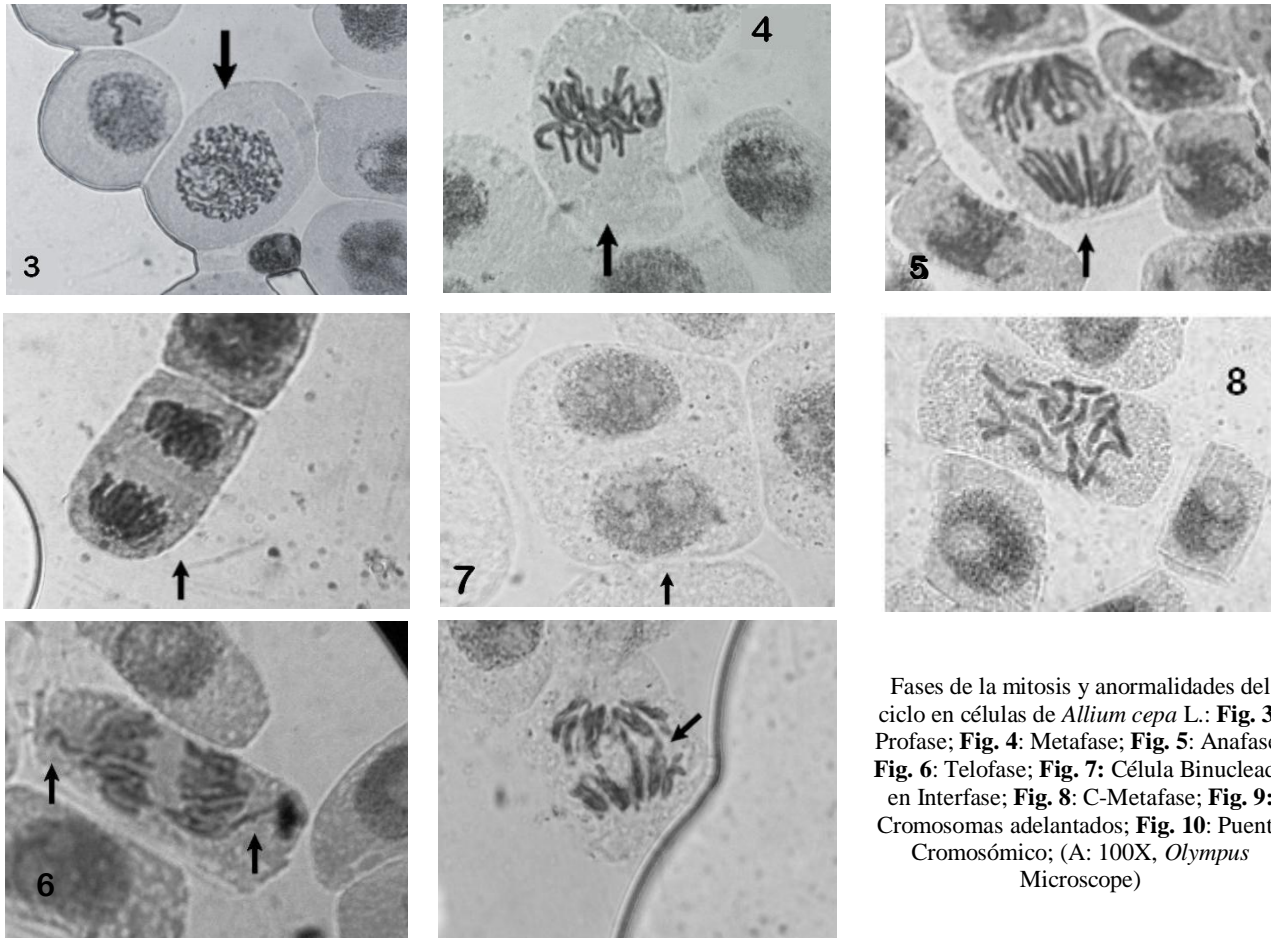 3
4
5
7
8
6
Fases de la mitosis y anormalidades del
ciclo en células de Allium cepa L.: Fig. 3
Profase; Fig. 4: Metafase; Fig. 5: Anafase
Fig. 6: Telofase; Fig. 7: Célula Binuclead
en Interfase; Fig. 8: C-Metafase; Fig. 9:
Cromosomas adelantados; Fig. 10: Puent
Cromosómico; (A: 100X, Olympus
Microscope)